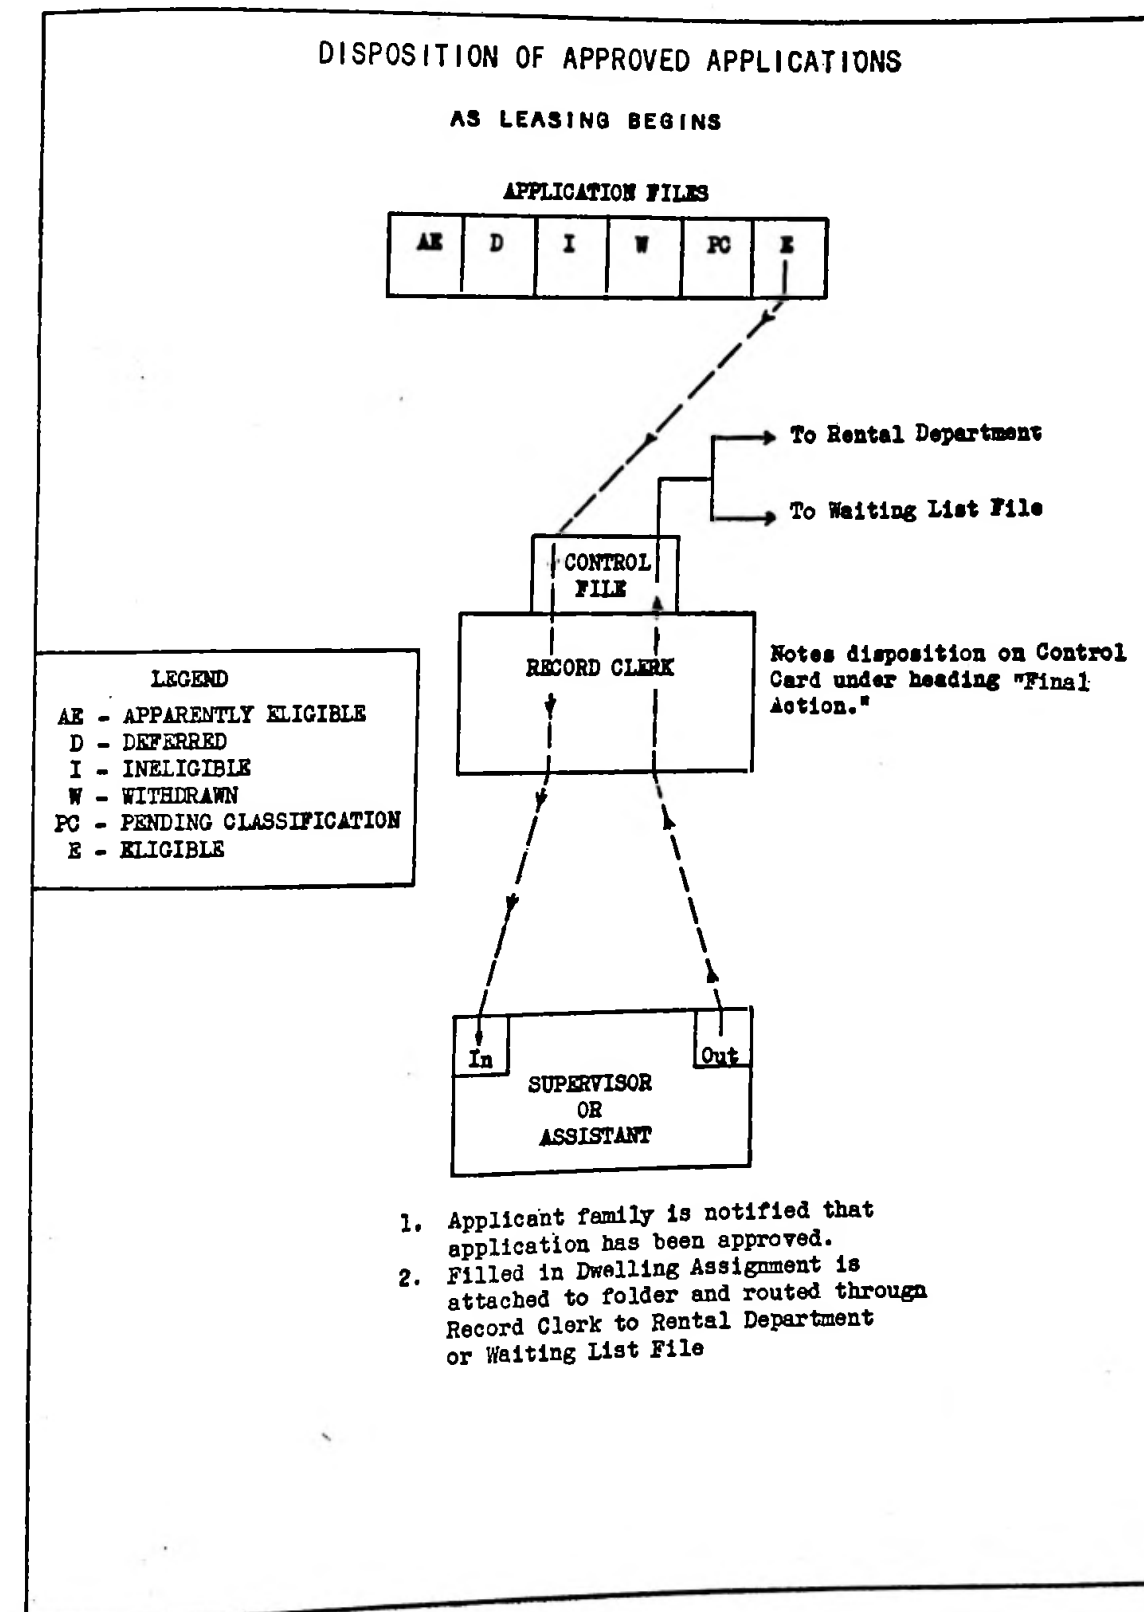 DISPOSITION OF APPROVED APPLICATIONS
AS LEASING BEGINS
APPLICATION FILES
AE D I W PC E
To Rental Department
To Waiting List File
CONTROL
FILE
RECORD CLERK
Notes disposition on Control
Card under heading "Final
Action."
LEGEND
AE - APPARENTLY ELIGIBLE
D - DEFERRED
I - INELIGIBLE
W - WITHDRAWN
PC - PENDING CLASSIFICATION
E - ELIGIBLE
In
Out
SUPERVISOR
OR
ASSISTANT
1. Applicant family is notified that
application has been approved.
2. Filled in Dwelling Assignment is
attached to folder and routed through
Record Clerk to Rental Department
or Waiting List File